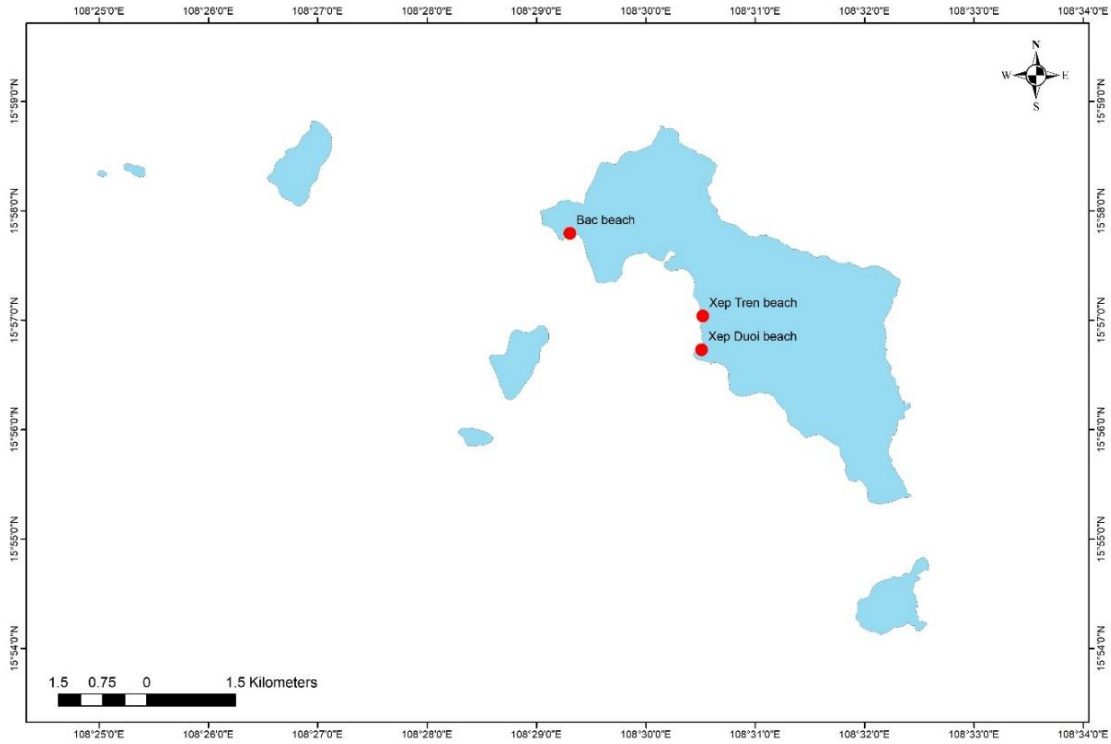 108°25'0"E 108°26'0"E 108°27'0"E 108°28'0"E 108°29'0"E 108°30'0"E 108°31'0"E 108°32'0"E 108°33'0"E 108°34'0"E
N
W E
S
15°59'0"N 15°59'0"N
15°58'0"N 15°58'0"N
Bac beach
Xep Tren beach
15°57'0"N 15°57'0"N
Xep Duoi beach
15°56'0"N 15°56'0"N
15°55'0"N 15°55'0"N
15°54'0"N 15°54'0"N
1.5 0.75 0 1.5 Kilometers
108°25'0"E 108°26'0"E 108°27'0"E 108°28'0"E 108°29'0"E 108°30'0"E 108°31'0"E 108°32'0"E 108°33'0"E 108°34'0"E